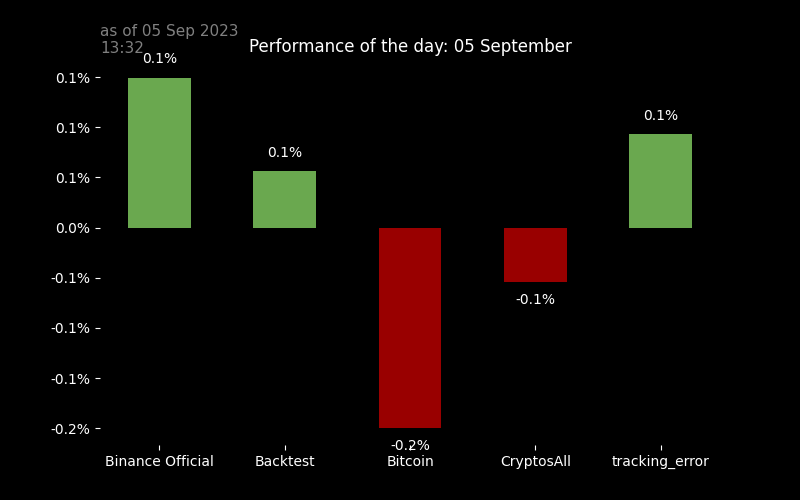 as of 05 Sep 2023
13:32
Performance of the day: 05 September
0.1%
0.1%
0.1%
0.1%
0.1%
0.1%
0.0%
-0.1%
-0.1%
-0.1%
-0.1%
-0.2%
-0.2%
Binance Official
Backtest
Bitcoin
CryptosAll
tracking_error